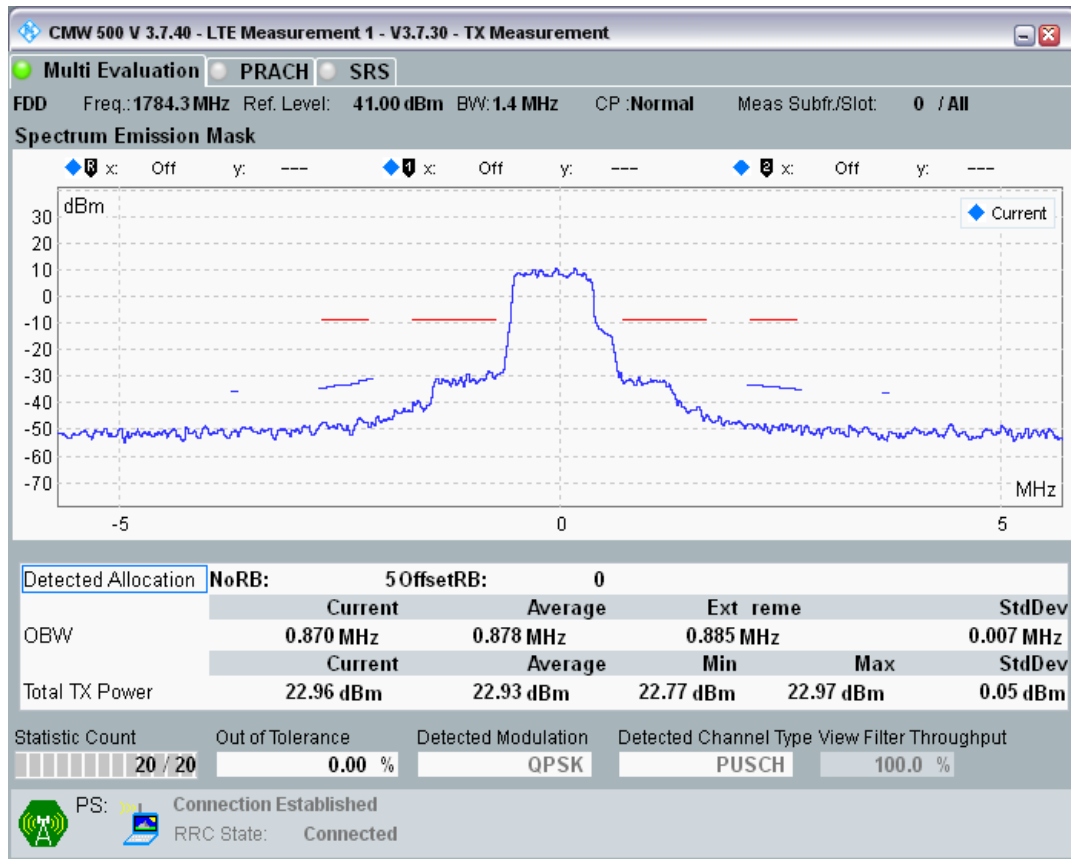 CMW 500 V 3.7.40 - LTE Measurement 1 - V3.7.30 - TX Measurement
Multi Evaluation PRACH SRS
FDD Freq.: 1784.3 MHz Ref. Level: 41.00 dBm BW: 1.4 MHz CP :Normal Meas Subfr./Slot: 0 / All
Spectrum Emission Mask
R x: Off y: --- 1 x: Off y: --- 2 x: Off y: ---
dBm
Current
30
20
10
0
-10
-20
-30
-40
-50
-60
-70
MHz
-5 0 5
Detected Allocation NoRB: 5 OffsetRB: 0
Current Average Ext reme StdDev
OBW 0.870 MHz 0.878 MHz 0.885 MHz 0.007 MHz
Current Average Min Max StdDev
Total TX Power 22.96 dBm 22.93 dBm 22.77 dBm 22.97 dBm 0.05 dBm
Statistic Count Out of Tolerance Detected Modulation Detected Channel Type View Filter Throughput
20 / 20 0.00 % QPSK PUSCH 100.0 %
PS: Connection Established
RRC State: Connected